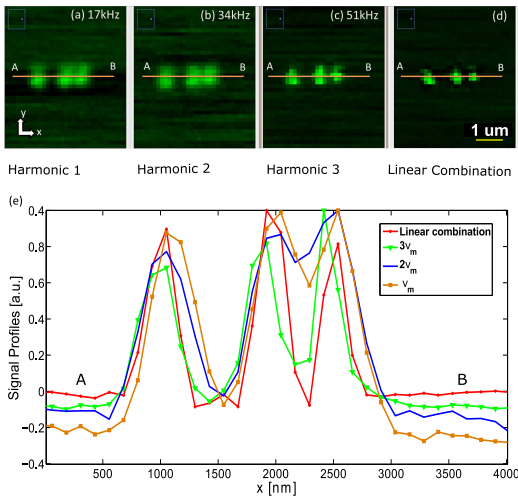 (a) 17kHz
(b) 34kHz
(c) 51kHz
(d)
A B
A B
A B
A B
y
x
1 um
Harmonic 1
Harmonic 2
Harmonic 3
Linear Combination
(e)
Signal Profiles [a.u.]
0.4
0.8
0.6
0.4
0.2
0
−0.2
−0.4
Linear combination
3νm
2νm
νm
A
B
500 1000 1500 2000 2500 3000 3500 4000
x [nm]